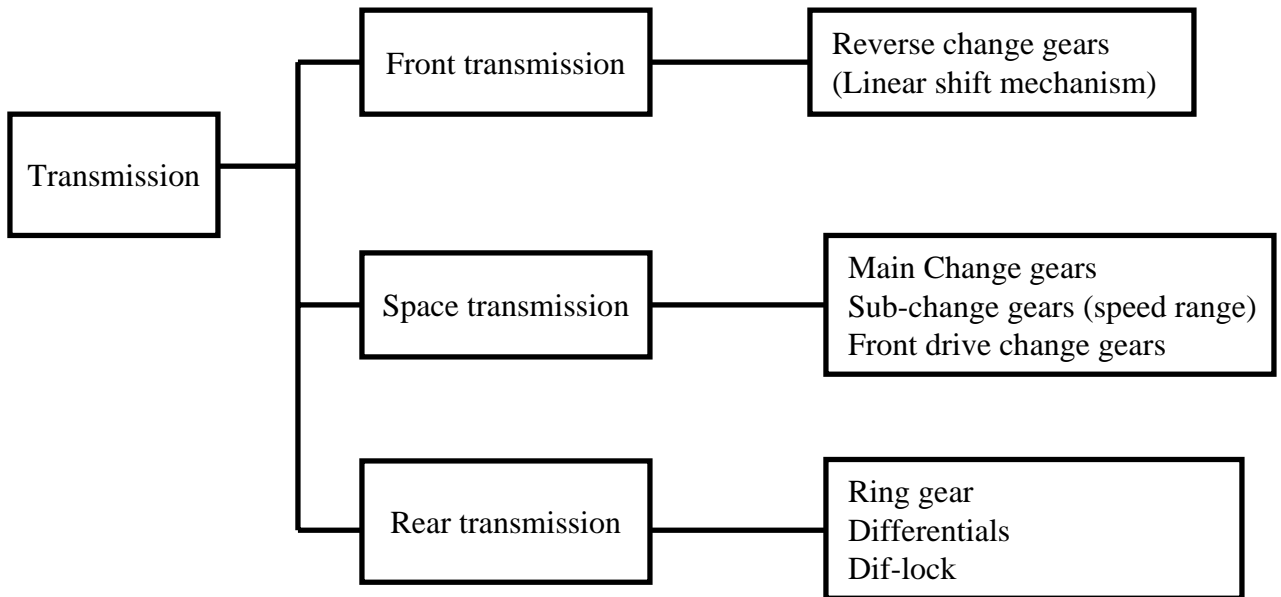 Transmission
Front transmission
Reverse change gears
(Linear shift mechanism)
Space transmission
Main Change gears
Sub-change gears (speed range)
Front drive change gears
Rear transmission
Ring gear
Differentials
Dif-lock